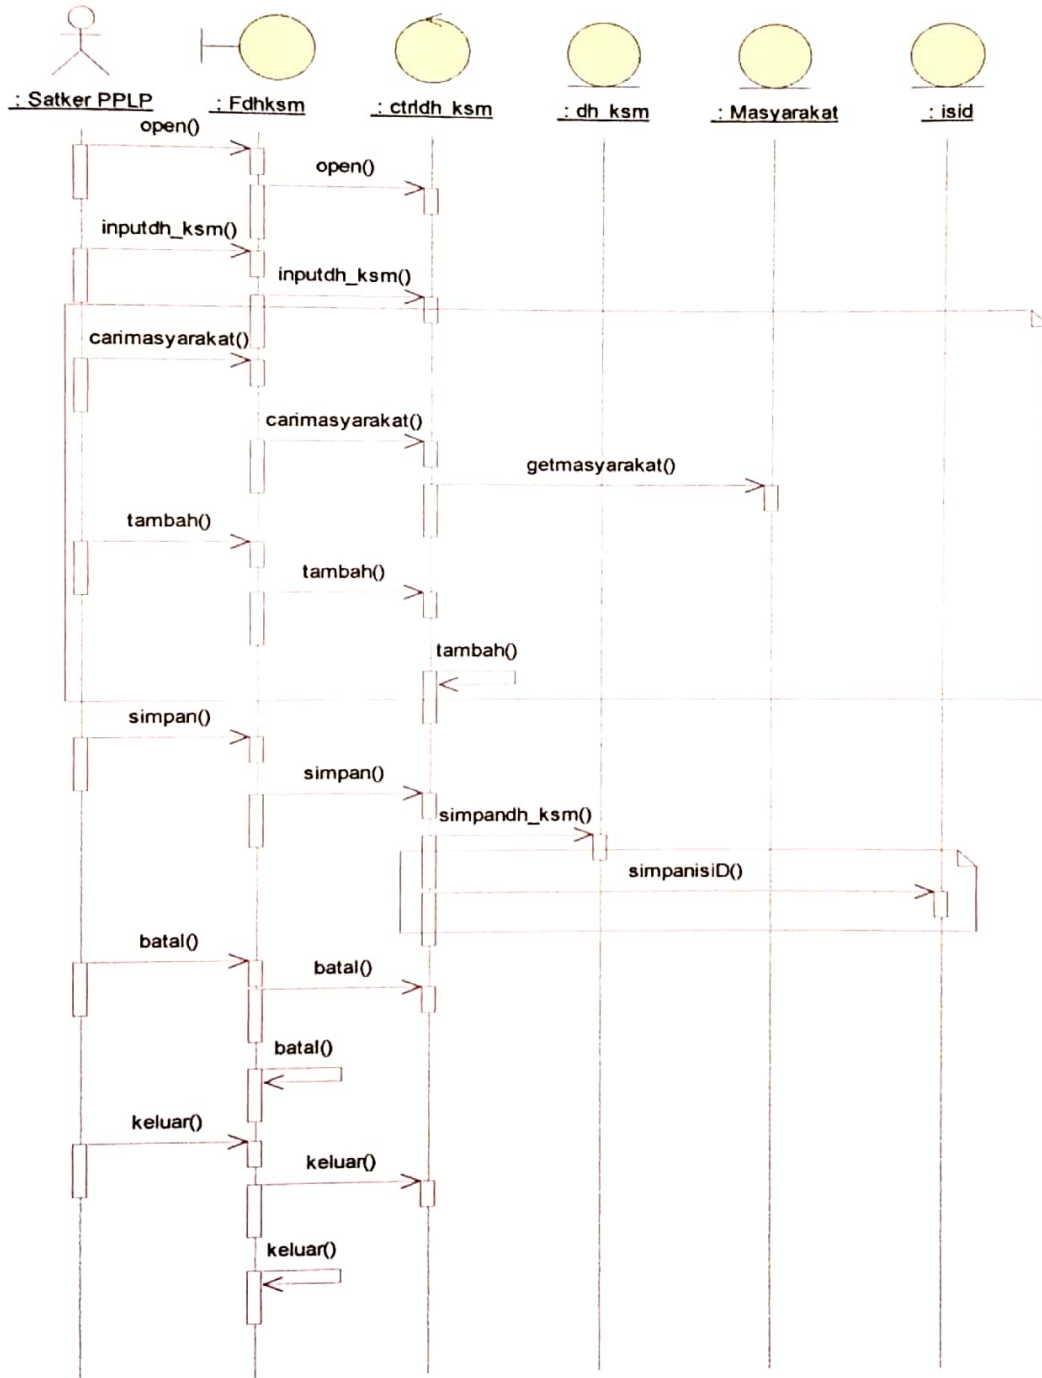 : Satker PPLP
: Fdhksm
: ctrldh_ksm
: dh_ksm
: Masyarakat
: isid
open()
open()
inputdh_ksm()
inputdh_ksm()
carimasyarakat()
carimasyarakat()
getmasyarakat()
tambah()
tambah()
tambah()
simpan()
simpan()
simpandh_ksm()
simpanisiD()
batal()
batal()
batal()
keluar()
keluar()
keluar()